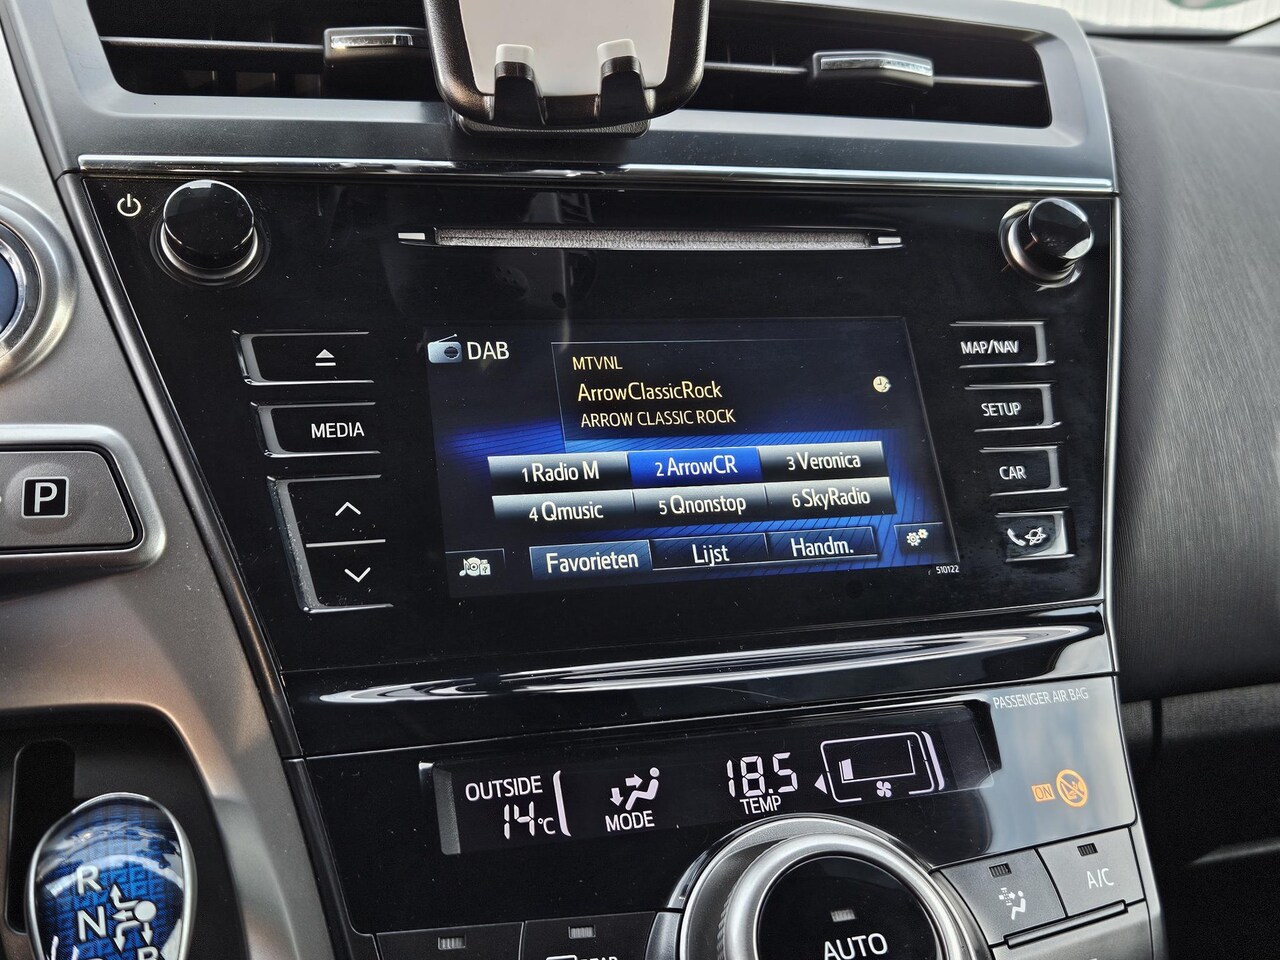 DAB
MTVNL
ArrowClassicRock
ARROW CLASSIC ROCK
1 Radio M
2 ArrowCR
3 Veronica
4 Qmusic
5 Qnonstop
6 SkyRadio
Favorieten
Lijst
Handm.
510122
MEDIA
MAP/NAV
SETUP
CAR
P
PASSENGER AIR BAG
ON
OUTSIDE
14°C
MODE
18.5
TEMP
A/C
AUTO
REAR
R
N
B